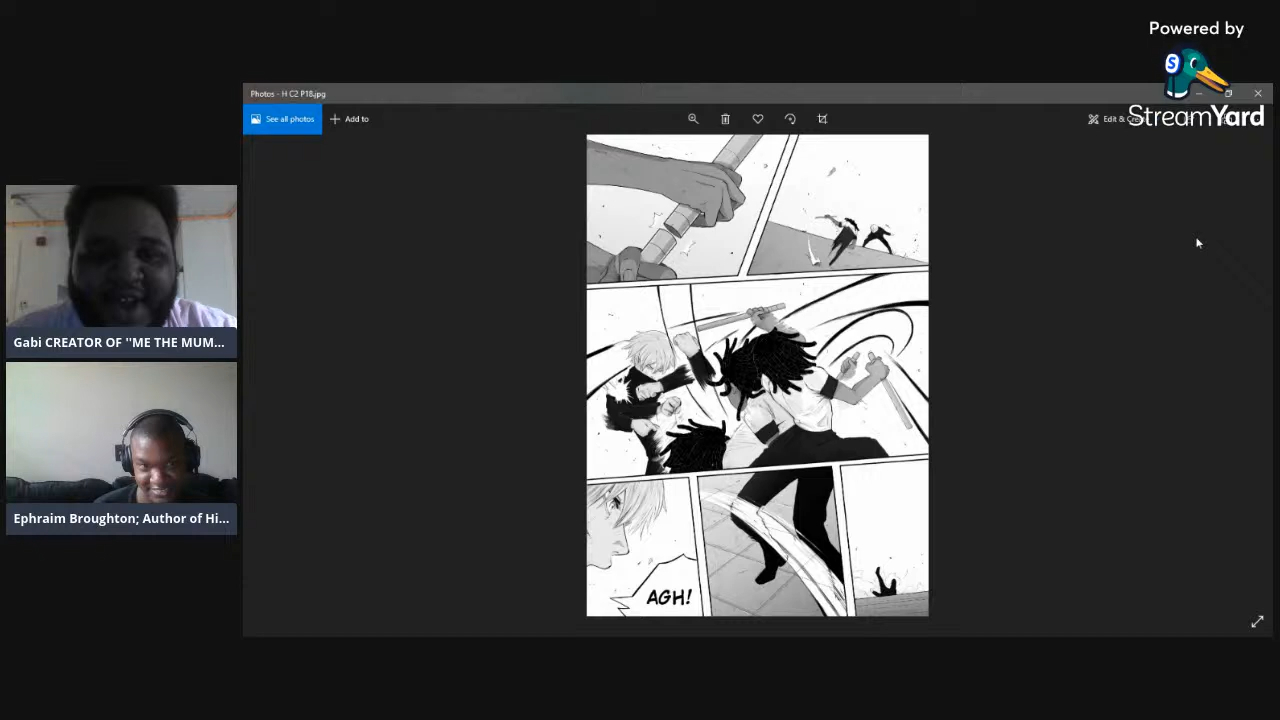 Powered by
S
StreamYard
Photos - H C2 P18.jpg
See all photos
Add to
Edit &
AGH!
Gabi CREATOR OF "ME THE MUM...
Ephraim Broughton; Author of Hi...